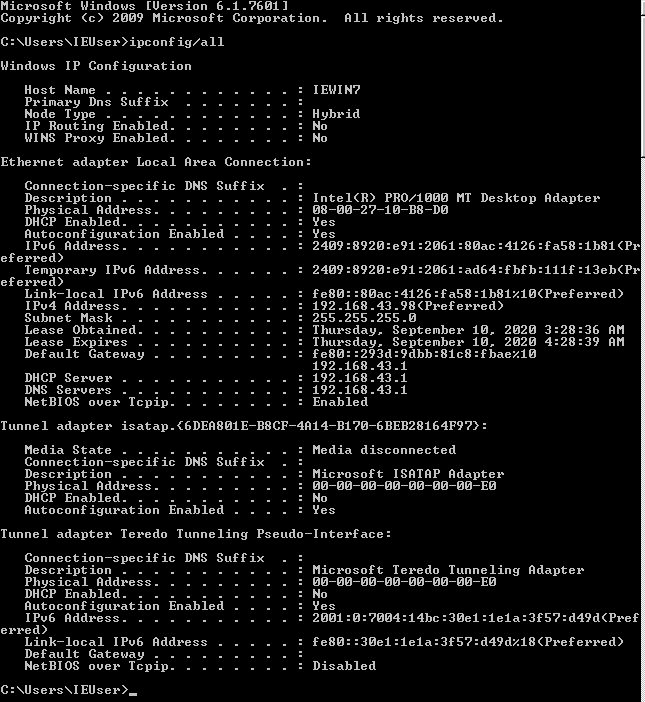 Microsoft Windows [Version 6.1.7601]
Copyright (c) 2009 Microsoft Corporation.  All rights reserved.
C:\Users\IEUser>ipconfig/all
Windows IP Configuration
   Host Name . . . . . . . . . . . . : IEWIN7
   Primary Dns Suffix  . . . . . . . :
   Node Type . . . . . . . . . . . . : Hybrid
   IP Routing Enabled. . . . . . . . : No
   WINS Proxy Enabled. . . . . . . . : No
Ethernet adapter Local Area Connection:
   Connection-specific DNS Suffix  . :
   Description . . . . . . . . . . . : Intel(R) PRO/1000 MT Desktop Adapter
   Physical Address. . . . . . . . . : 08-00-27-10-B8-D0
   DHCP Enabled. . . . . . . . . . . : Yes
   Autoconfiguration Enabled . . . . : Yes
   IPv6 Address. . . . . . . . . . . : 2409:8920:e91:2061:80ac:4126:fa58:1b81(Pr
eferred)
   Temporary IPv6 Address. . . . . . : 2409:8920:e91:2061:ad64:fbfb:111f:13eb(Pr
eferred)
   Link-local IPv6 Address . . . . . : fe80::80ac:4126:fa58:1b81%10(Preferred)
   IPv4 Address. . . . . . . . . . . : 192.168.43.98(Preferred)
   Subnet Mask . . . . . . . . . . . : 255.255.255.0
   Lease Obtained. . . . . . . . . . : Thursday, September 10, 2020 3:28:36 AM
   Lease Expires . . . . . . . . . . : Thursday, September 10, 2020 4:28:39 AM
   Default Gateway . . . . . . . . . : fe80::293d:9dbb:81c8:fbae%10
                                       192.168.43.1
   DHCP Server . . . . . . . . . . . : 192.168.43.1
   DNS Servers . . . . . . . . . . . : 192.168.43.1
   NetBIOS over Tcpip. . . . . . . . : Enabled
Tunnel adapter isatap.{6DEA801E-B8CF-4A14-B170-6BEB28164F97}:
   Media State . . . . . . . . . . . : Media disconnected
   Connection-specific DNS Suffix  . :
   Description . . . . . . . . . . . : Microsoft ISATAP Adapter
   Physical Address. . . . . . . . . : 00-00-00-00-00-00-00-E0
   DHCP Enabled. . . . . . . . . . . : No
   Autoconfiguration Enabled . . . . : Yes
Tunnel adapter Teredo Tunneling Pseudo-Interface:
   Connection-specific DNS Suffix  . :
   Description . . . . . . . . . . . : Microsoft Teredo Tunneling Adapter
   Physical Address. . . . . . . . . : 00-00-00-00-00-00-00-E0
   DHCP Enabled. . . . . . . . . . . : No
   Autoconfiguration Enabled . . . . : Yes
   IPv6 Address. . . . . . . . . . . : 2001:0:7004:14bc:30e1:1e1a:3f57:d49d(Pref
erred)
   Link-local IPv6 Address . . . . . : fe80::30e1:1e1a:3f57:d49d%18(Preferred)
   Default Gateway . . . . . . . . . :
   NetBIOS over Tcpip. . . . . . . . : Disabled
C:\Users\IEUser>_